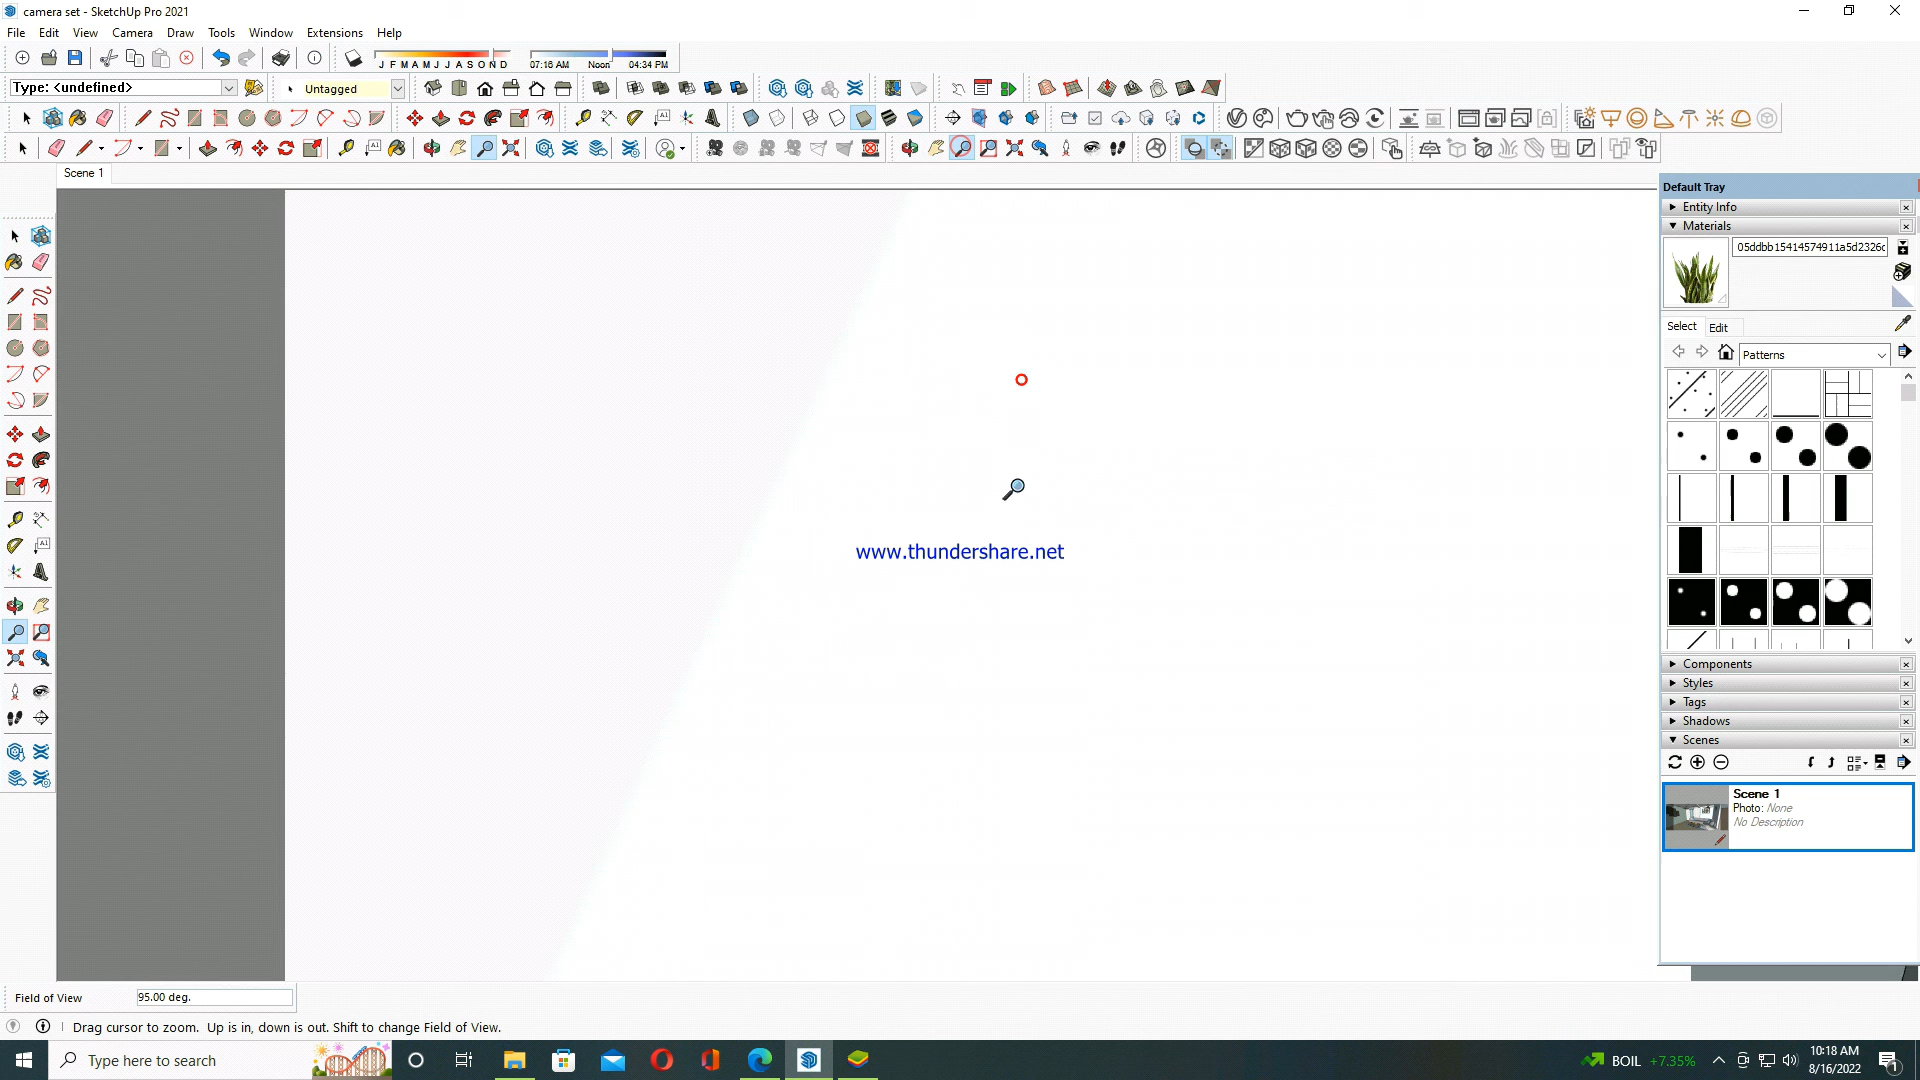 camera set - SketchUp Pro 2021
File Edit View Camera Draw Tools Window Extensions Help
J F M A M J J A S O N D
07:16 AM Noon 04:34 PM
Type: <undefined>
Untagged
Scene 1
Default Tray
Entity Info
Materials
05ddbb15414574911a5d2326c
Select Edit
Patterns
www.thundershare.net
Components
Styles
Tags
Shadows
Scenes
Scene 1
Photo: None
No Description
Field of View 95.00 deg.
Drag cursor to zoom. Up is in, down is out. Shift to change Field of View.
Type here to search
BOIL +7.35%
10:18 AM
8/16/2022
1